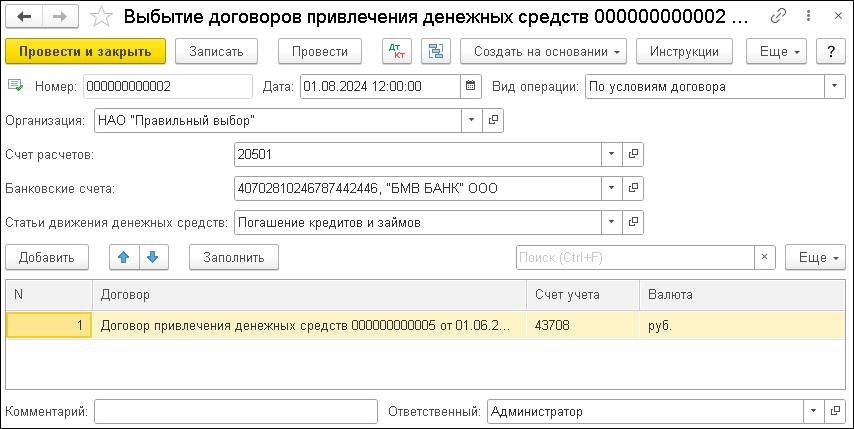 Выбытие договоров привлечения денежных средств 000000000002 ...
Провести и закрыть Записать Провести Дт Кт Создать на основании Инструкции Еще ?
Номер: 000000000002 Дата: 01.08.2024 12:00:00 Вид операции: По условиям договора
Организация: НАО "Правильный выбор"
Счет расчетов: 20501
Банковские счета: 40702810246787442446, "БМВ БАНК" ООО
Статьи движения денежных средств: Погашение кредитов и займов
Добавить Заполнить Поиск (Ctrl+F) × Еще
N Договор Счет учета Валюта
1 Договор привлечения денежных средств 000000000005 от 01.06.2... 43708 руб.
Комментарий: Ответственный: Администратор